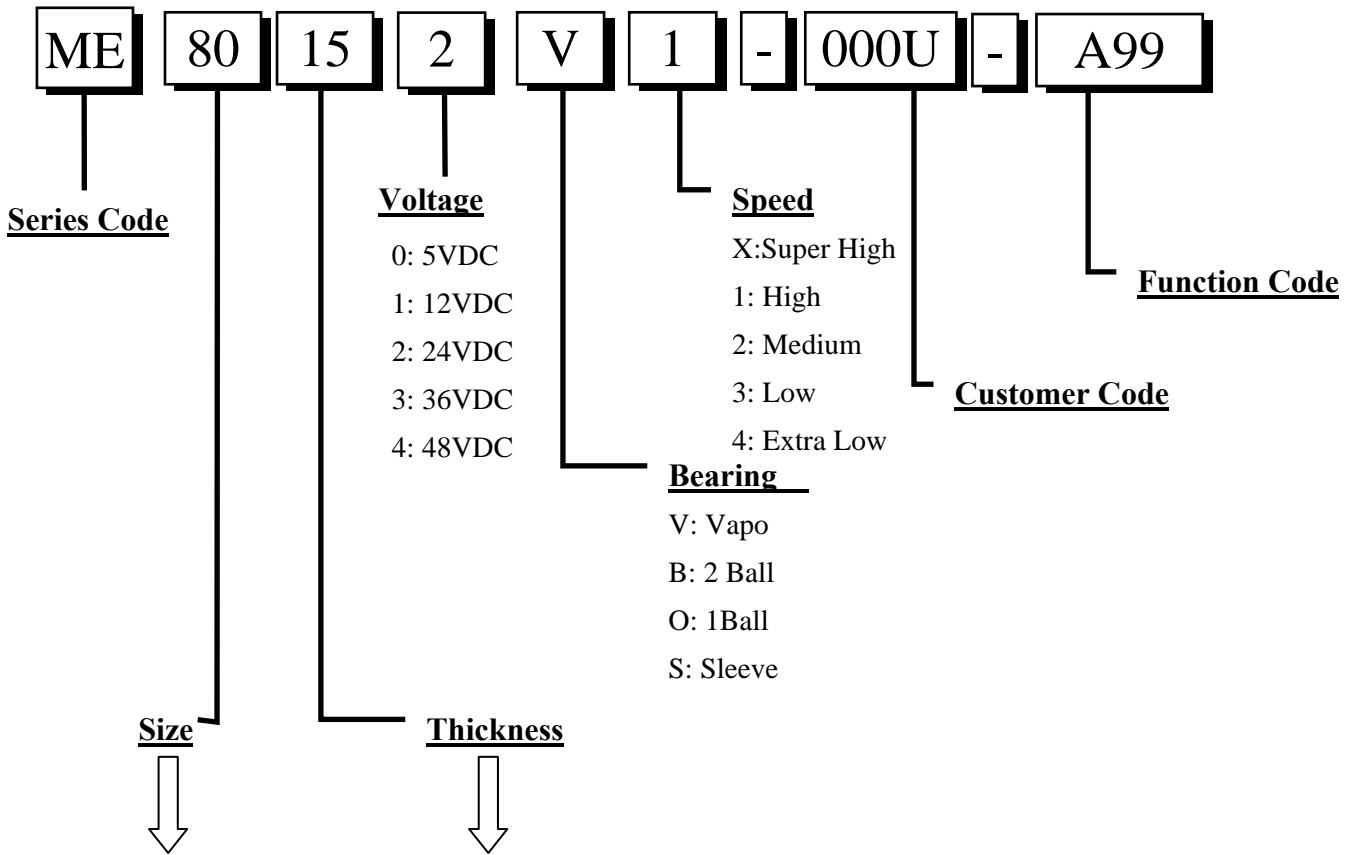 ME 80 15 2 V 1 - 000U - A99
Series Code
Voltage
0: 5VDC
1: 12VDC
2: 24VDC
3: 36VDC
4: 48VDC
Speed
X:Super High
1: High
2: Medium
3: Low
4: Extra Low
Function Code
Customer Code
Bearing
V: Vapo
B: 2 Ball
O: 1Ball
S: Sleeve
Size
Thickness